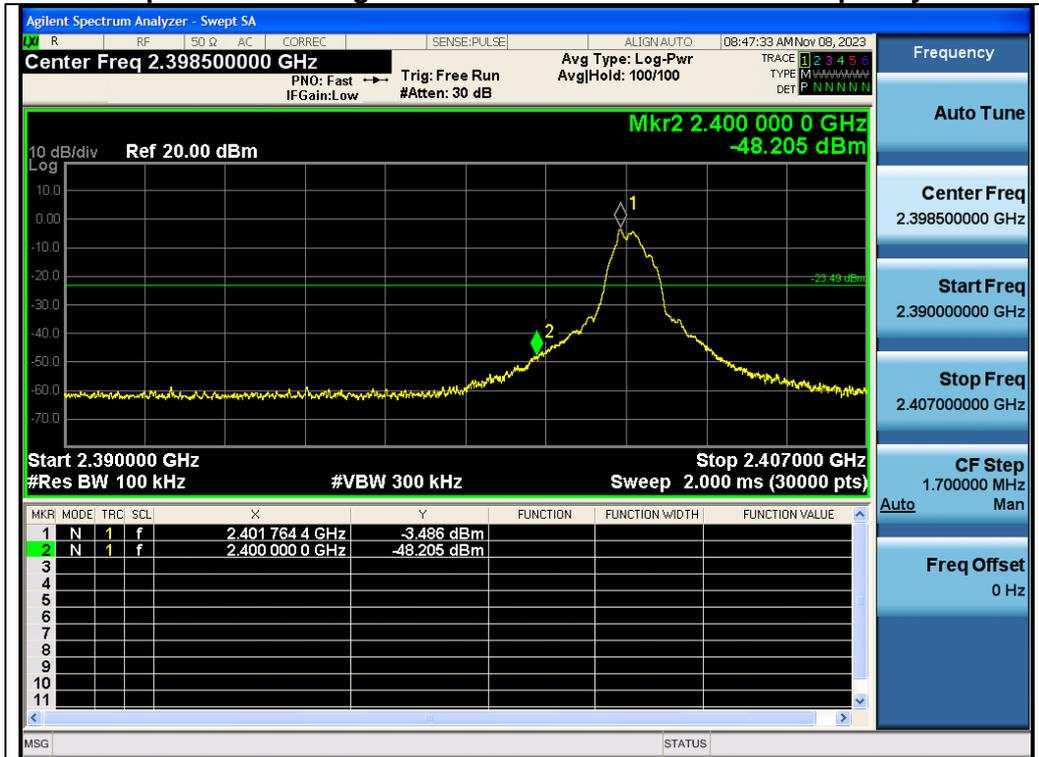 Agilent Spectrum Analyzer - Swept SA
LXI R RF 50 Ω AC CORREC SENSE:PULSE ALIGN AUTO 08:47:33 AM Nov 08, 2023
Center Freq 2.398500000 GHz
PNO: Fast
IFGain:Low
Trig: Free Run
#Atten: 30 dB
Avg Type: Log-Pwr
Avg|Hold: 100/100
TRACE 1 2 3 4 5 6
TYPE M
DET P N N N N N
Mkr2 2.400 000 0 GHz
-48.205 dBm
10 dB/div Ref 20.00 dBm
Log
10.0
0.00
-10.0
-20.0
-30.0
-40.0
-50.0
-60.0
-70.0
1
-23.49 dBm
2
Start 2.390000 GHz Stop 2.407000 GHz
#Res BW 100 kHz #VBW 300 kHz Sweep 2.000 ms (30000 pts)
MKR MODE TRC SCL X Y FUNCTION FUNCTION WIDTH FUNCTION VALUE
1 N 1 f 2.401 764 4 GHz -3.486 dBm
2 N 1 f 2.400 000 0 GHz -48.205 dBm
3
4
5
6
7
8
9
10
11
MSG STATUS
Frequency
Auto Tune
Center Freq
2.398500000 GHz
Start Freq
2.390000000 GHz
Stop Freq
2.407000000 GHz
CF Step
1.700000 MHz
Auto Man
Freq Offset
0 Hz